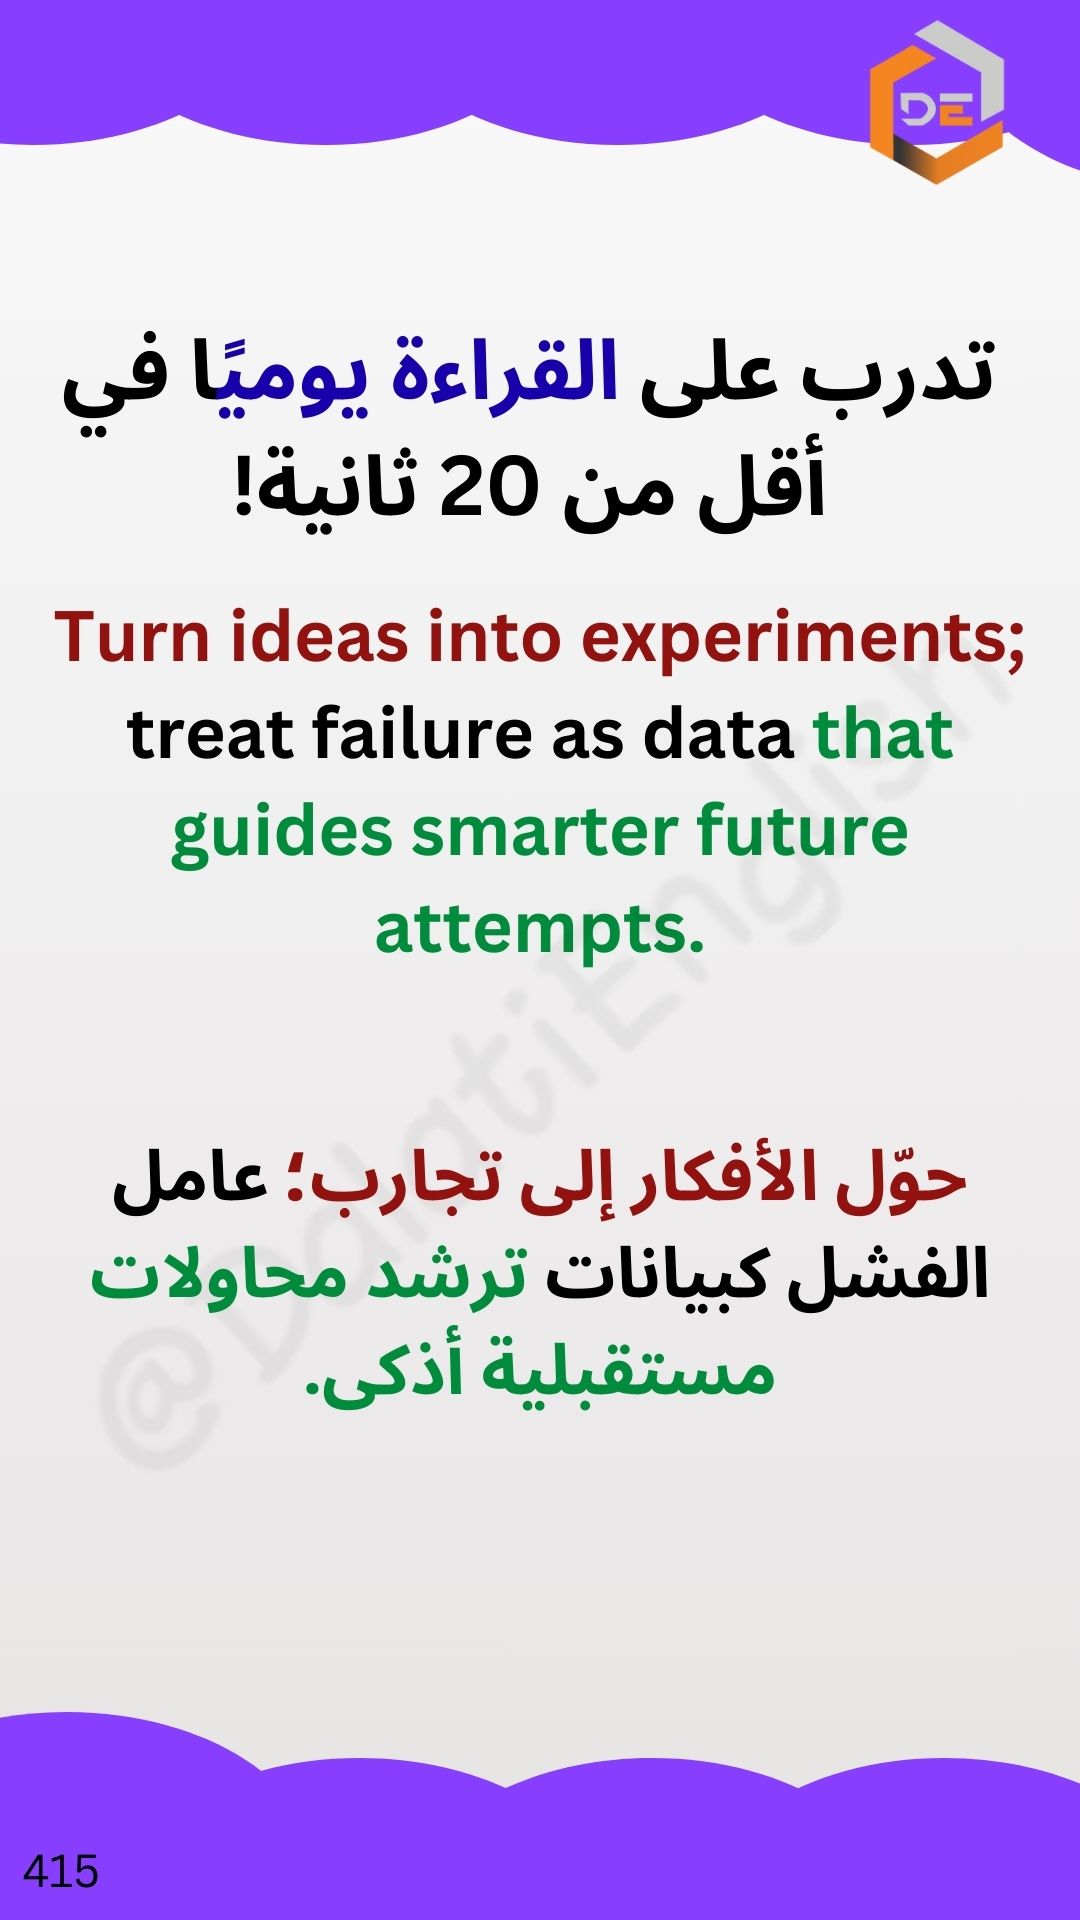 DE
تدرب على القراءة يوميًا في
أقل من 20 ثانية!
Turn ideas into experiments;
treat failure as data that
guides smarter future
attempts.
حوّل الأفكار إلى تجارب؛ عامل
الفشل كبيانات ترشد محاولات
مستقبلية أذكى.
@DalatiEnglish
415